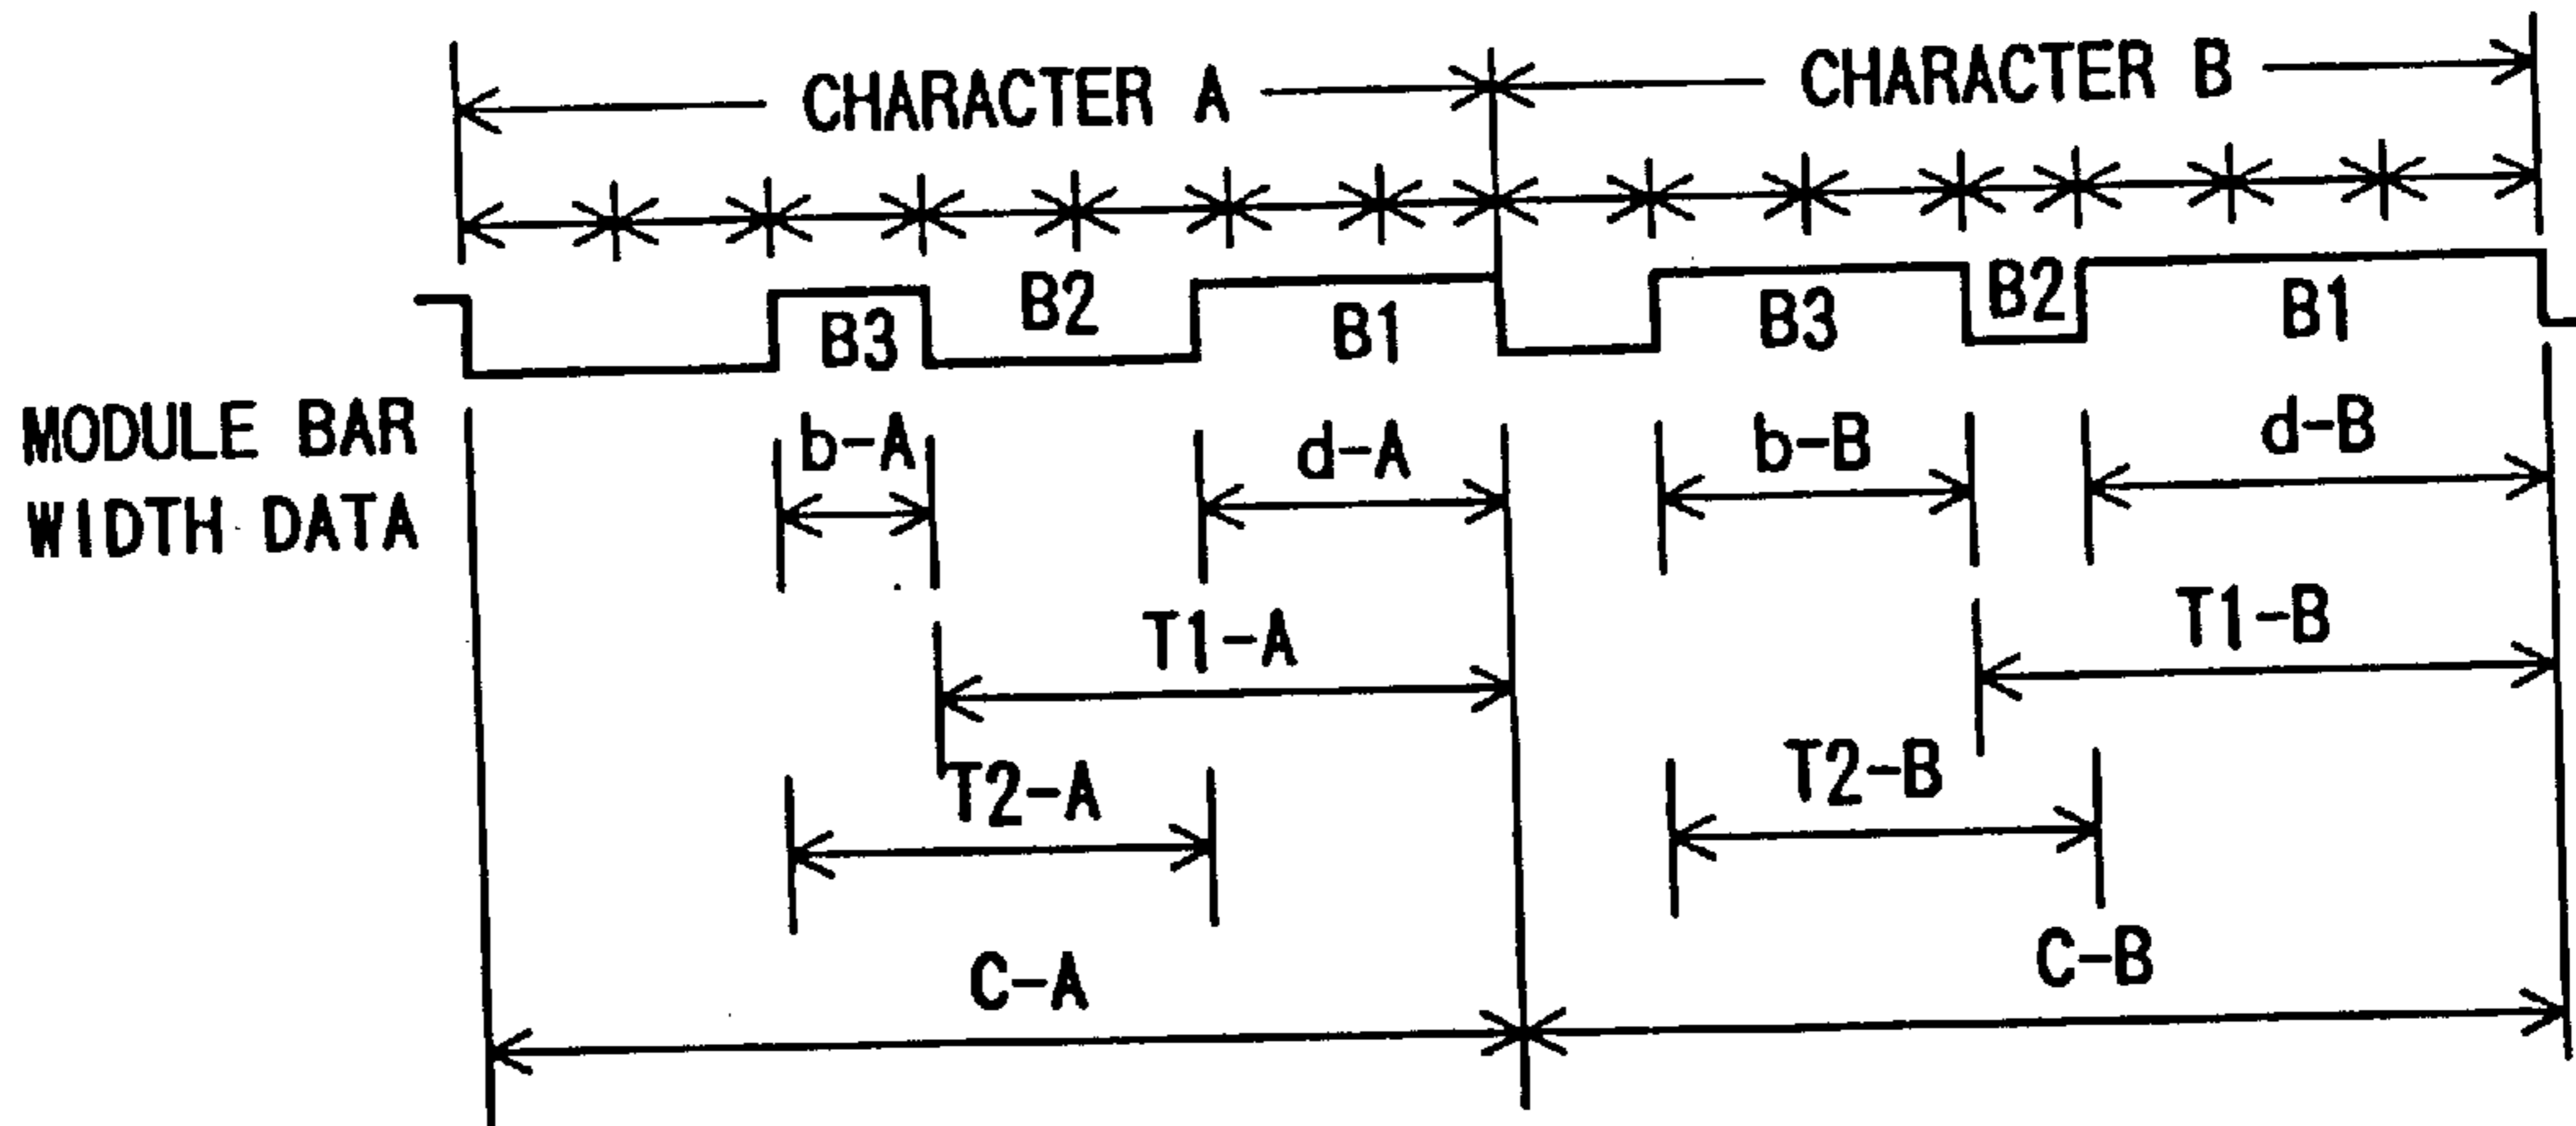 CHARACTER A
CHARACTER B
B3
B2
B1
B3
B2
B1
MODULE BAR
WIDTH DATA
b-A
d-A
b-B
d-B
T1-A
T1-B
T2-A
T2-B
C-A
C-B